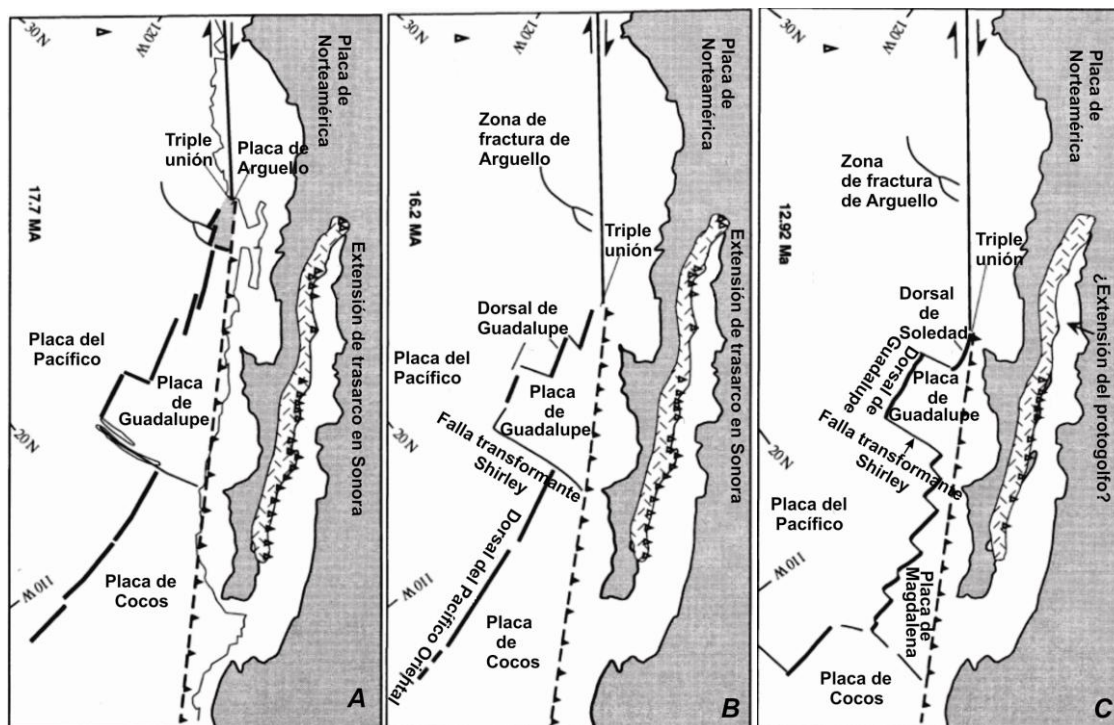 30 N
120 W
Placa de
Norteamérica
Triple
unión
Placa de
Arguello
17.7 MA
Extensión de trasarco en Sonora
Placa del
Pacífico
Placa
de
Guadalupe
20 N
110 W
Placa de
Cocos
A
30 N
120 W
Placa de
Norteamérica
Zona de
fractura de
Arguello
16.2 MA
Triple
unión
Extensión de trasarco en Sonora
Dorsal de
Guadalupe
Placa del
Pacífico
Placa
de
Guadalupe
20 N
Falla transformante
Shirley
Dorsal del Pacífico Oriehtal
110 W
Placa
de
Cocos
B
30 N
120 W
Placa de
Norteamérica
Zona
de fractura
de Arguello
12.92 Ma
Triple
unión
¿Extensión del protogolfo?
Dorsal
de
Soledad
Dorsal de
Guadalupe
Placa
de
Guadalupe
20 N
Falla transformante
Shirley
Placa del
Pacífico
110 W
Placa de
Magdalena
Placa de
Cocos
C